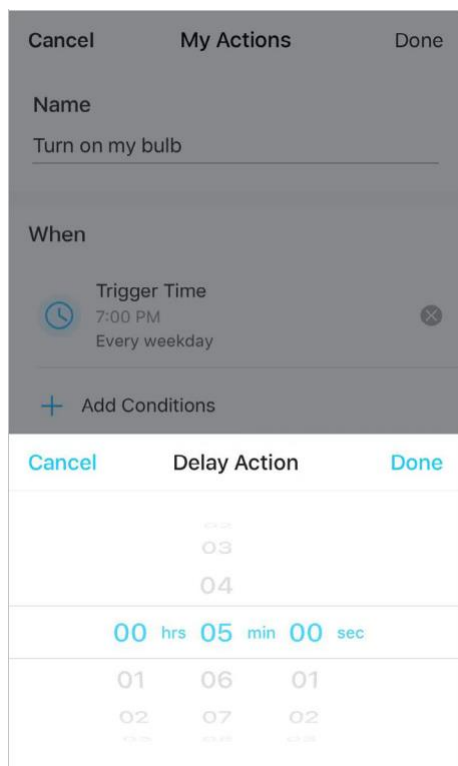 Cancel My Actions Done
Name
Turn on my bulb
When
Trigger Time
7:00 PM
Every weekday
+ Add Conditions
Cancel Delay Action Done
02
03
04
00 hrs 05 min 00 sec
01 06 01
02 07 02